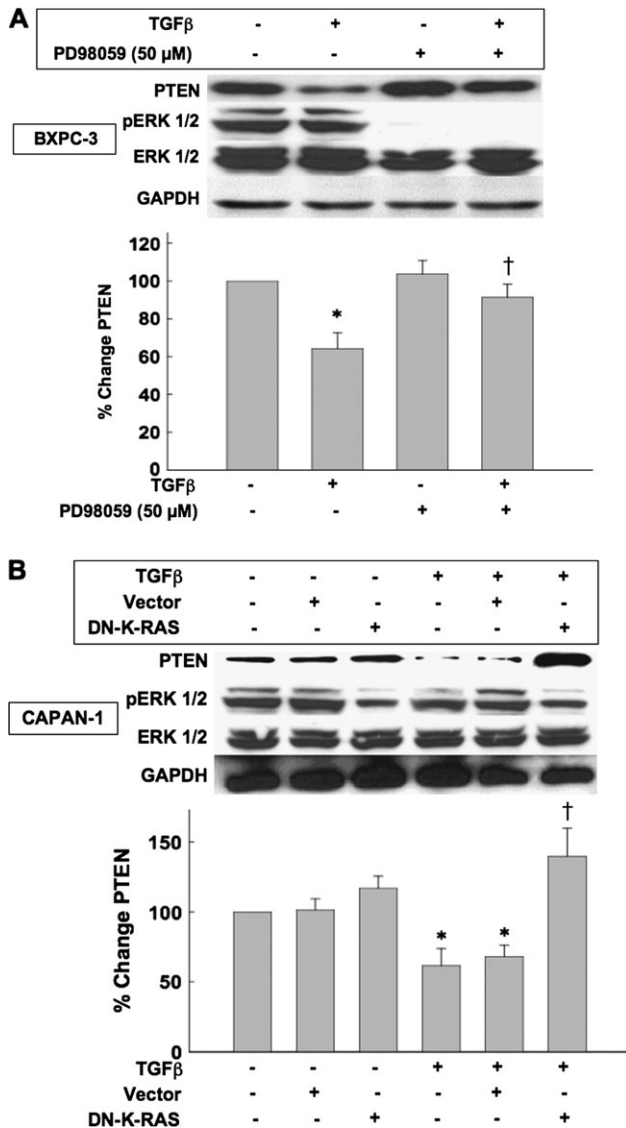 A
TGFβ - + - +
PD98059 (50 µM) - - + +
PTEN
pERK 1/2
BXPC-3
ERK 1/2
GAPDH
% Change PTEN
120
100
80
60
40
20
0
*
†
TGFβ - + - +
PD98059 (50 µM) - - + +
B
TGFβ - - - + + +
Vector - + - - + -
DN-K-RAS - - + - - +
PTEN
pERK 1/2
CAPAN-1
ERK 1/2
GAPDH
% Change PTEN
150
100
50
0
*
*
†
TGFβ - - - + + +
Vector - + - - + -
DN-K-RAS - - + - - +